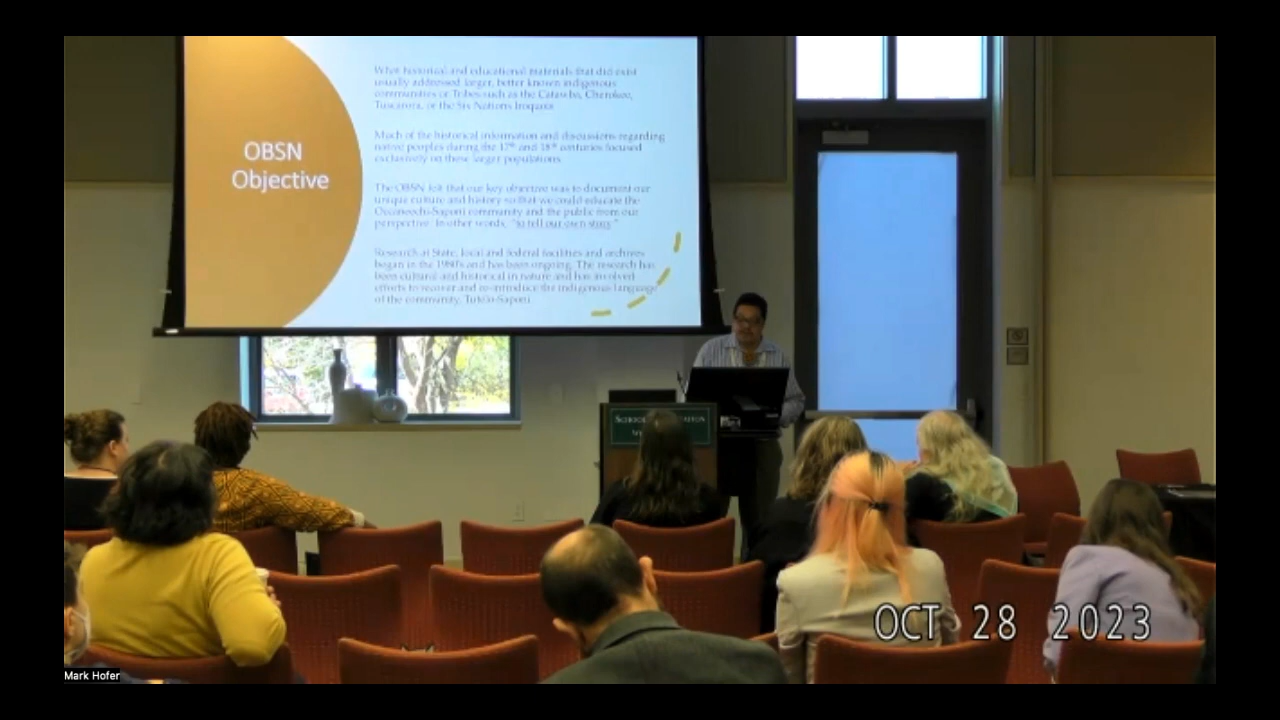 OBSN
Objective
What historical and educational materials that did exist
usually addressed larger, better known indigenous
communities or Tribes such as the Catawba, Cherokee,
Tuscarora, or the Six Nations Iroquois
Much of the historical information and discussions regarding
native peoples during the 17th and 18th centuries focused
exclusively on these larger populations.
The OBSN felt that our key objective was to document our
unique culture and history so that we could educate the
Occaneechi-Saponi community and the public from our
perspective. In other words, "to tell our own story."
Research at State, local and federal facilities and archives
began in the 1980's and has been ongoing. The research has
been cultural and historical in nature and has involved
efforts to recover and re-introduce the indigenous language
of the community, Tutelo-Saponi.
School
OCT 28 2023
Mark Hofer